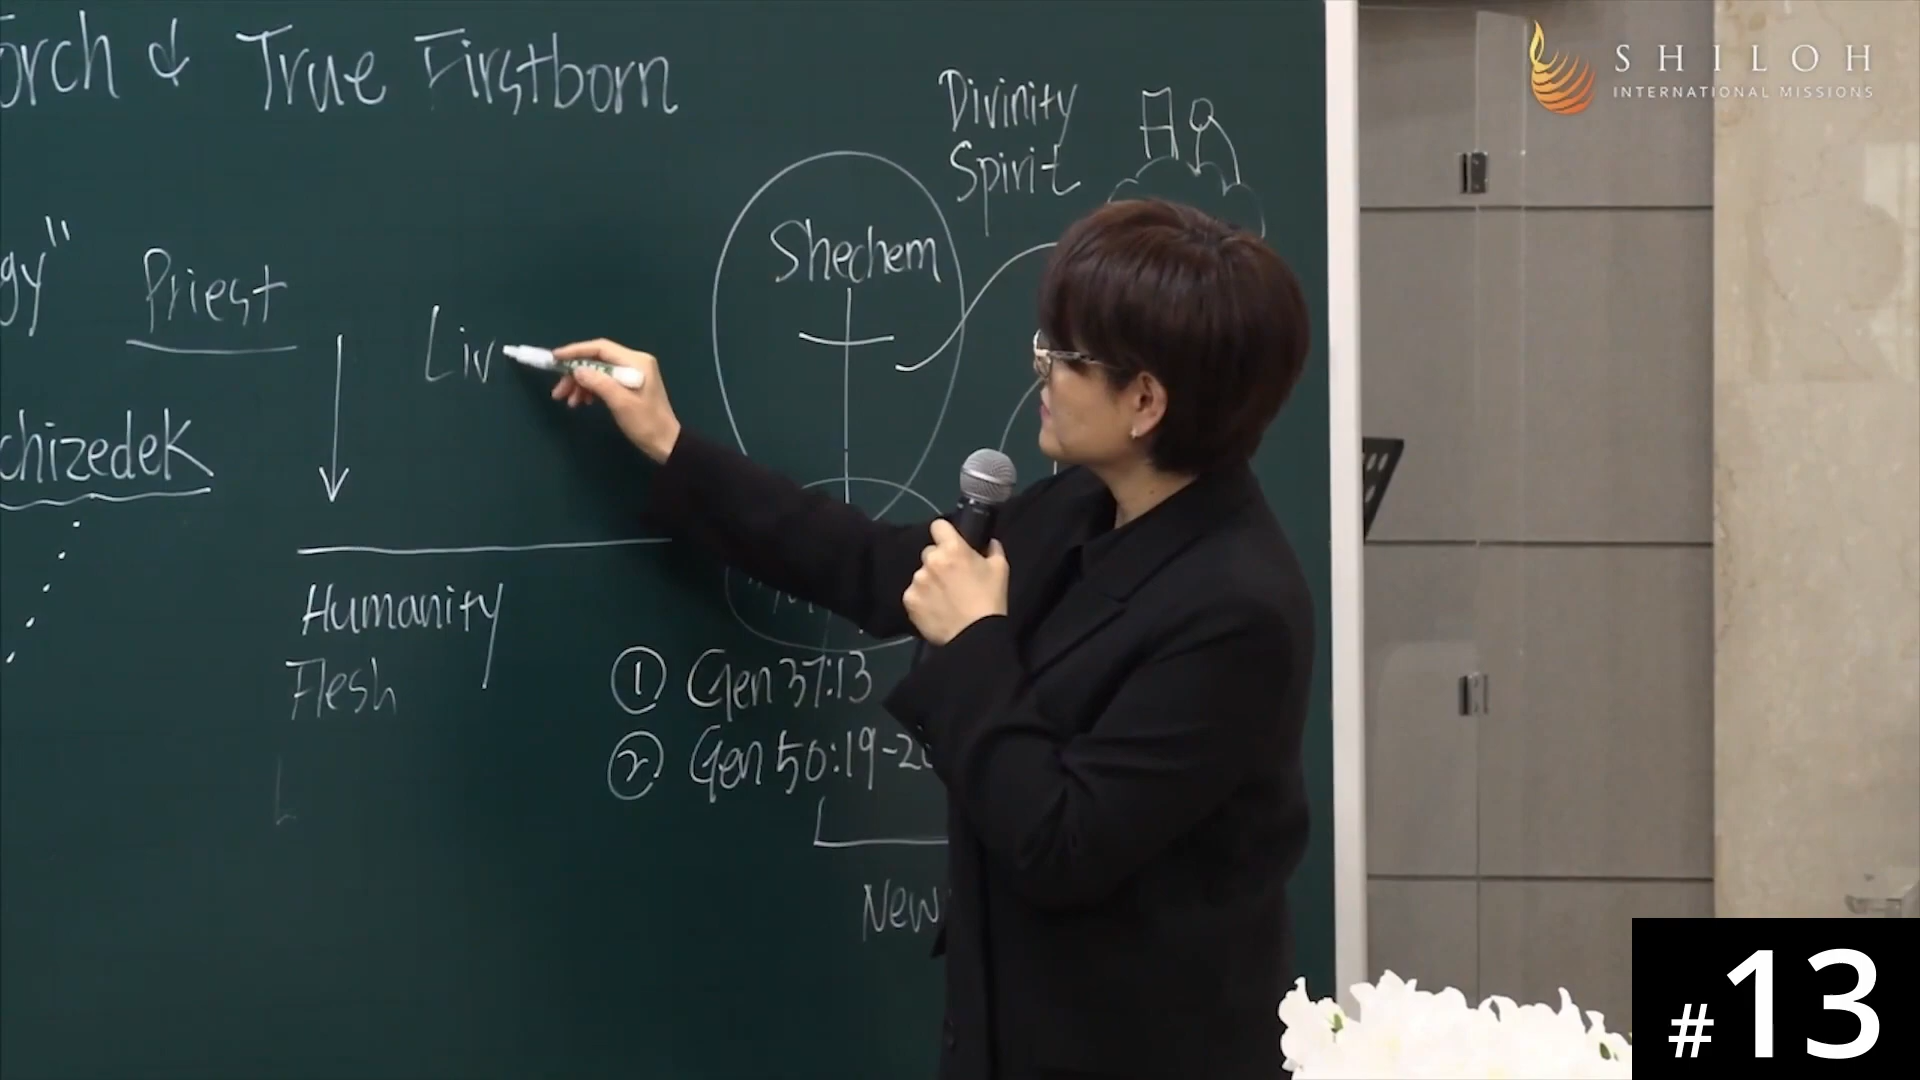 orch & True Firstborn
SHILOH
INTERNATIONAL MISSIONS
Divinity
Spirit
Shechem
gy"
Priest
Liv
chizedek
Humanity
Flesh
① Gen 37:13
② Gen 50:19-20
New
#13